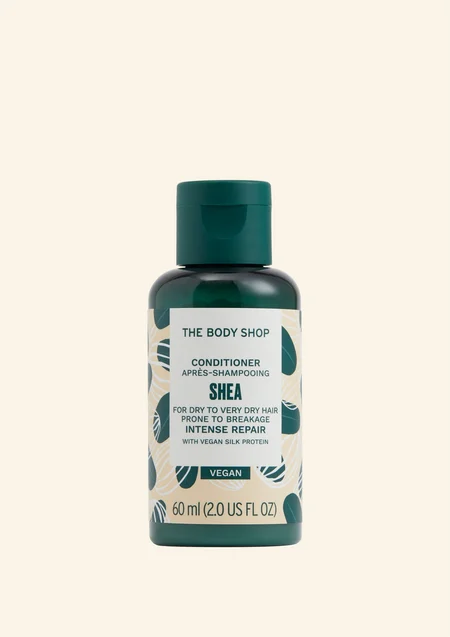 THE BODY SHOP
CONDITIONER
APRÈS-SHAMPOOING
SHEA
FOR DRY TO VERY DRY HAIR
PRONE TO BREAKAGE
INTENSE REPAIR
WITH VEGAN SILK PROTEIN
VEGAN
60 ml (2.0 US FL OZ)